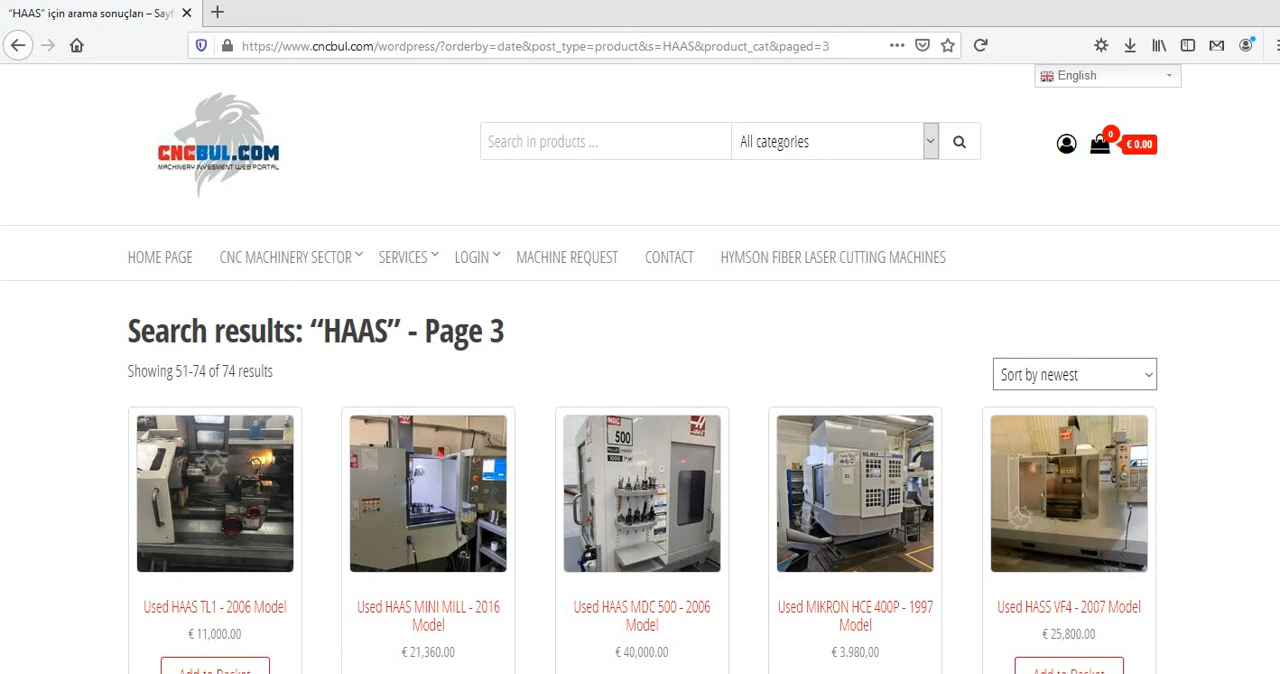 "HAAS" için arama sonuçları – Sayf
https://www.cncbul.com/wordpress/?orderby=date&post_type=product&s=HAAS&product_cat&paged=3
English
CNCBUL.COM
MACHINERY INVESMENT WEB PORTAL
Search in products ...
All categories
0
€ 0.00
HOME PAGE
CNC MACHINERY SECTOR
SERVICES
LOGIN
MACHINE REQUEST
CONTACT
HYMSON FIBER LASER CUTTING MACHINES
Search results: “HAAS” - Page 3
Showing 51-74 of 74 results
Sort by newest
MDC
500
Used HAAS TL1 - 2006 Model
€ 11,000.00
Add to Basket
Used HAAS MINI MILL - 2016
Model
€ 21,360.00
Used HAAS MDC 500 - 2006
Model
€ 40,000.00
Used MIKRON HCE 400P - 1997
Model
€ 3.980,00
Used HASS VF4 - 2007 Model
€ 25,800.00
Add to Basket